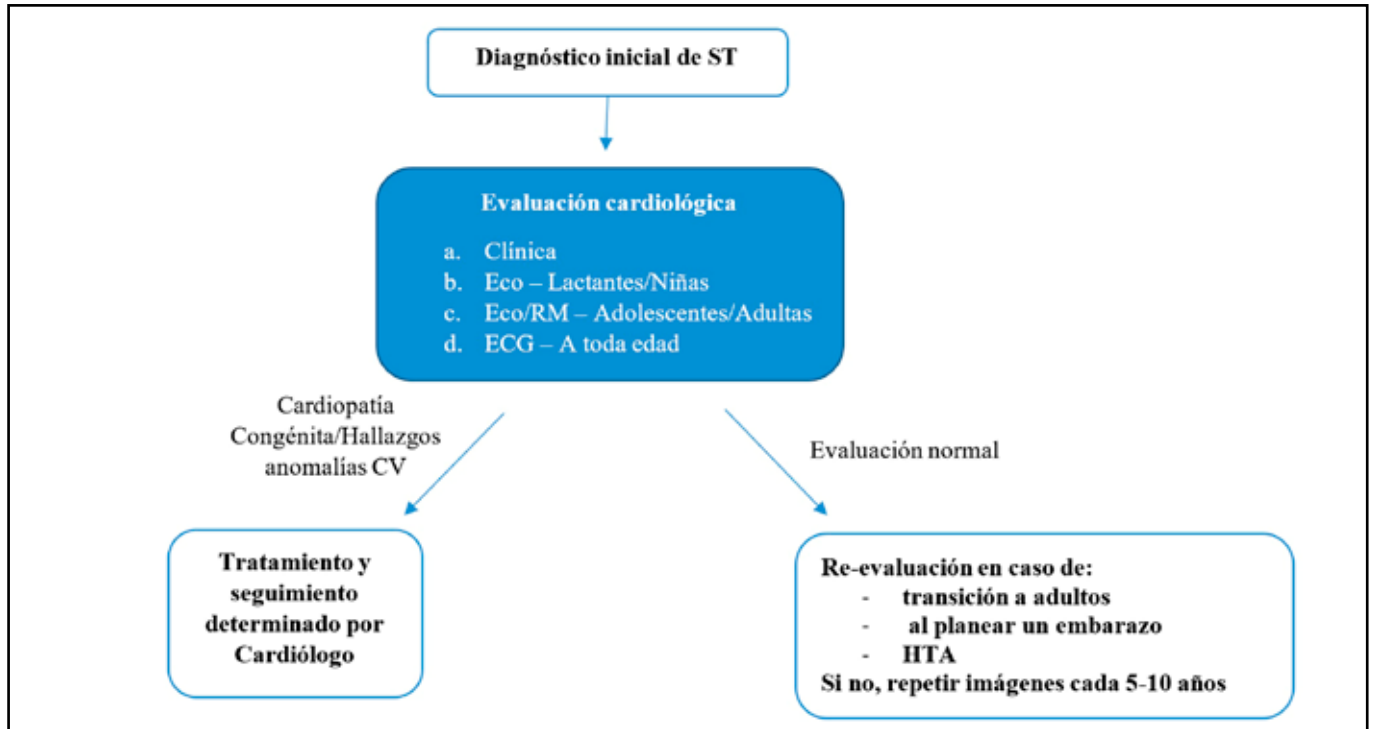 Diagnóstico inicial de ST
Evaluación cardiológica
a. Clínica
b. Eco – Lactantes/Niñas
c. Eco/RM – Adolescentes/Adultas
d. ECG – A toda edad
Cardiopatía
Congénita/Hallazgos
anomalías CV
Evaluación normal
Tratamiento y
seguimiento
determinado por
Cardiólogo
Re-evaluación en caso de:
- transición a adultos
- al planear un embarazo
- HTA
Si no, repetir imágenes cada 5-10 años